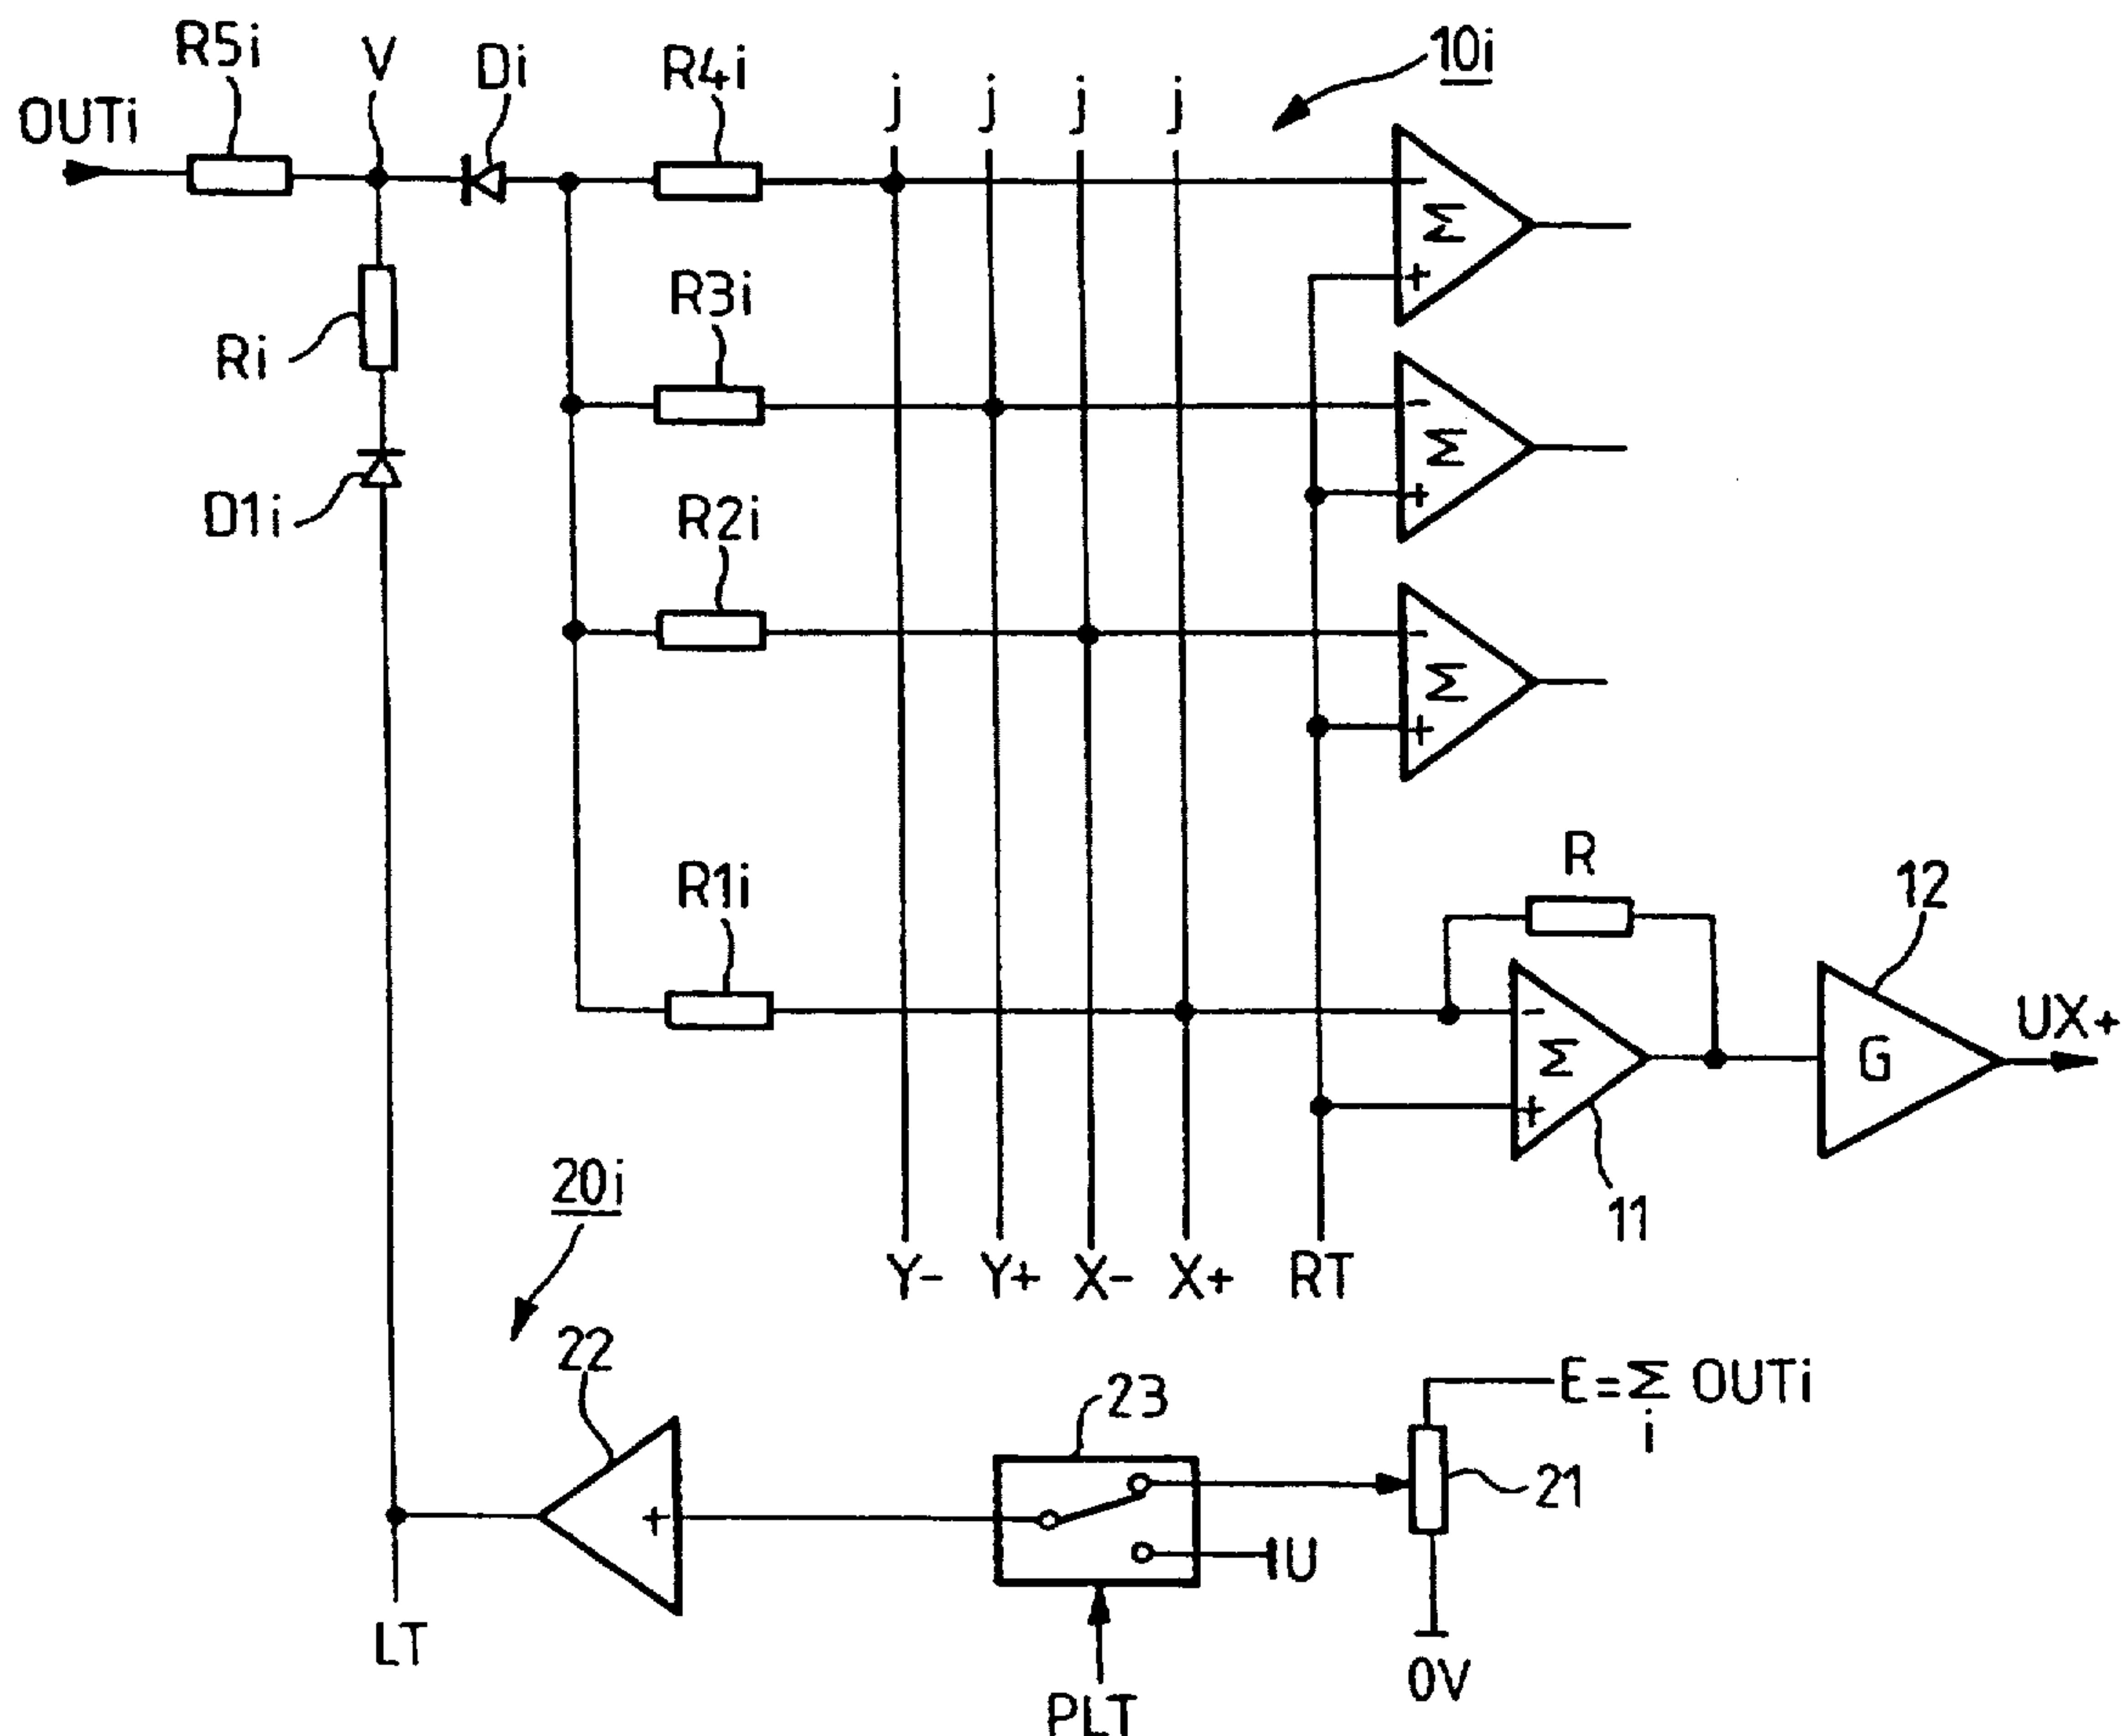 R5i V Di R4i j j j j 10i
OUTi
Σ
-
+
R3i
Ri
-
Σ
+
D1i
R2i
-
Σ
+
R1i
R
12
-
Σ
+
G
UX+
11
20i
Y- Y+ X- X+ RT
22
23
E=Σ OUTi
i
21
+
U
LT
PLT
0V